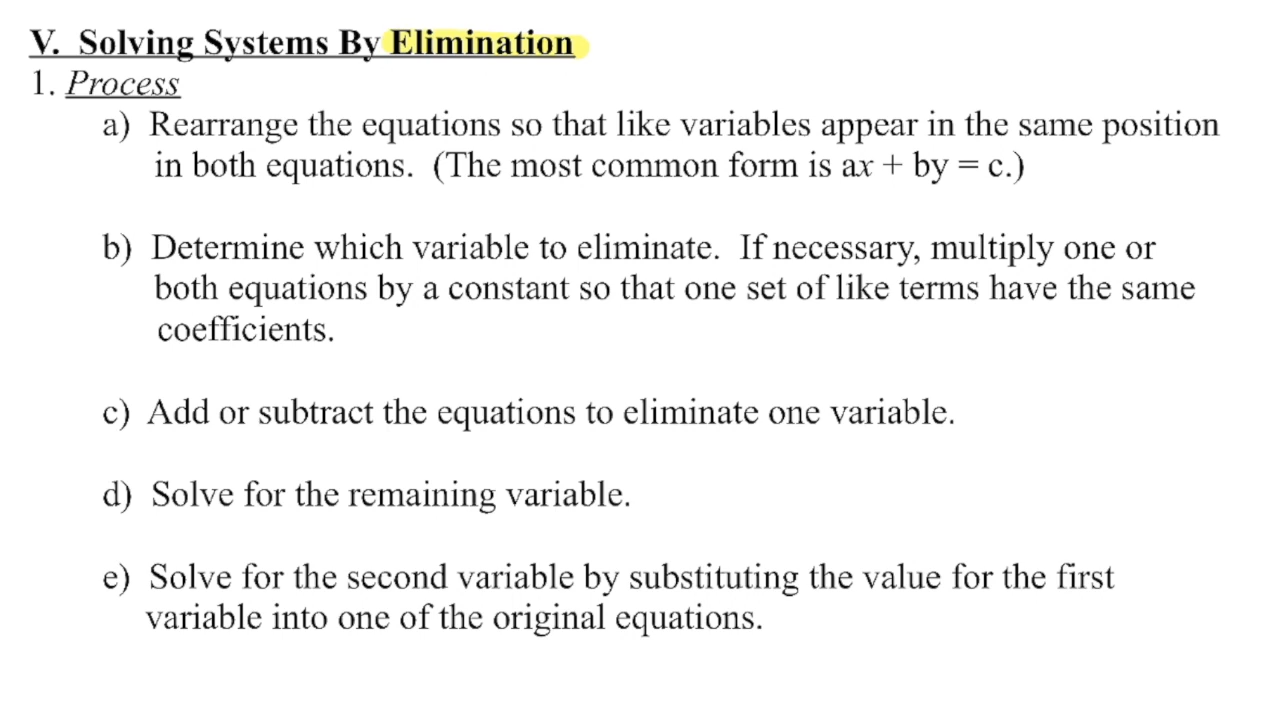 V. Solving Systems By Elimination
1. Process
a) Rearrange the equations so that like variables appear in the same position
in both equations. (The most common form is ax + by = c.)
b) Determine which variable to eliminate. If necessary, multiply one or
both equations by a constant so that one set of like terms have the same
coefficients.
c) Add or subtract the equations to eliminate one variable.
d) Solve for the remaining variable.
e) Solve for the second variable by substituting the value for the first
variable into one of the original equations.